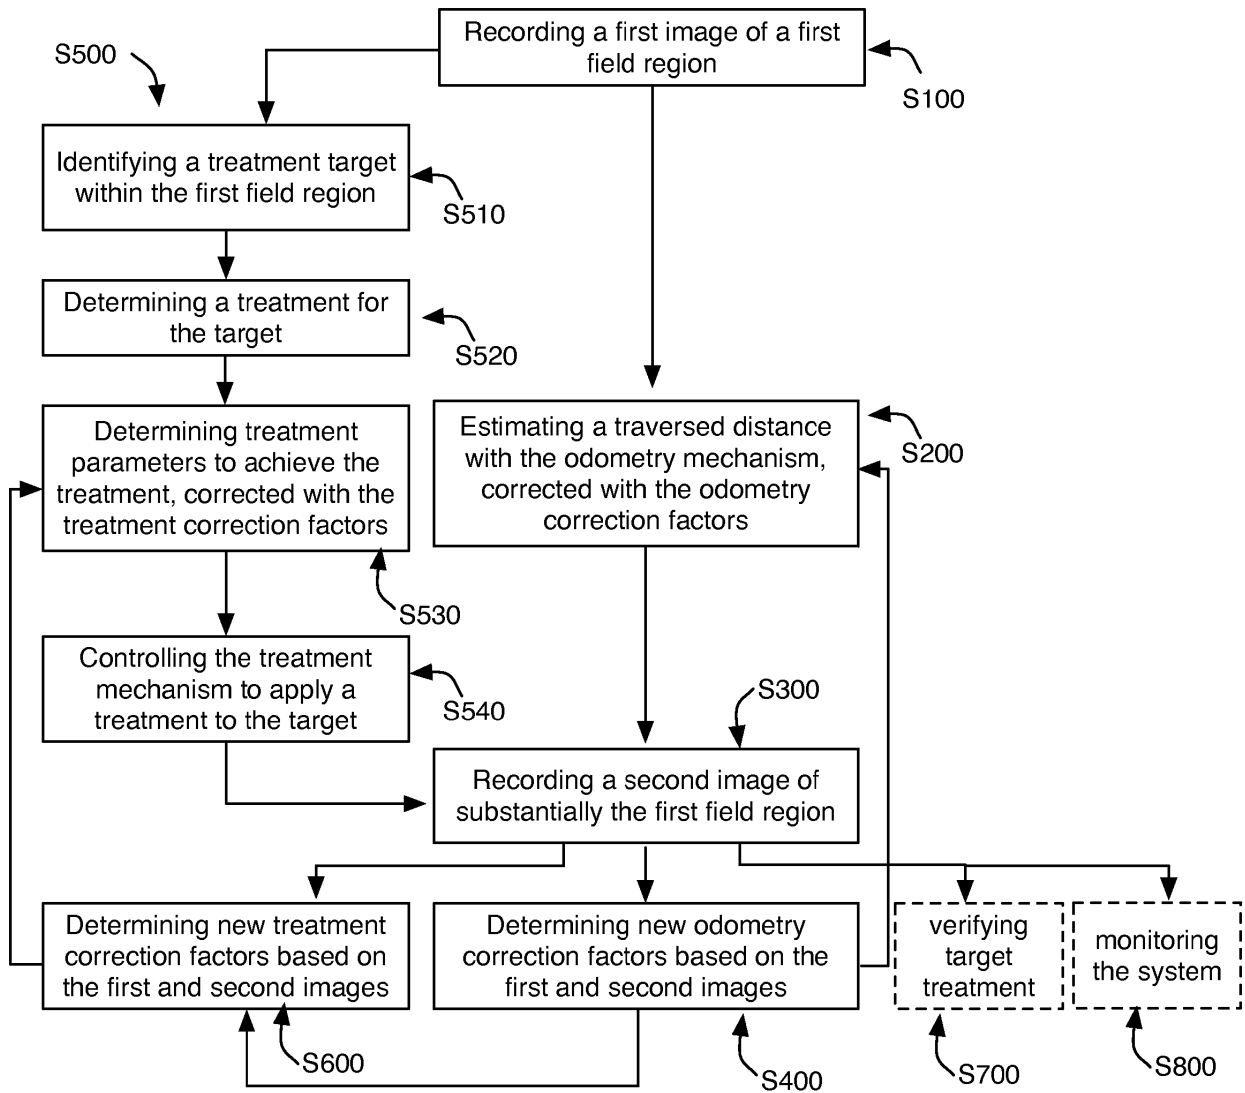 Recording a first image of a first
field region
S100
S500
Identifying a treatment target
within the first field region
S510
Determining a treatment for
the target
S520
Determining treatment
parameters to achieve the
treatment, corrected with the
treatment correction factors
S530
Estimating a traversed distance
with the odometry mechanism,
corrected with the odometry
correction factors
S200
Controlling the treatment
mechanism to apply a
treatment to the target
S540
S300
Recording a second image of
substantially the first field region
Determining new treatment
correction factors based on
the first and second images
S600
Determining new odometry
correction factors based on the
first and second images
S400
verifying
target
treatment
S700
monitoring
the system
S800